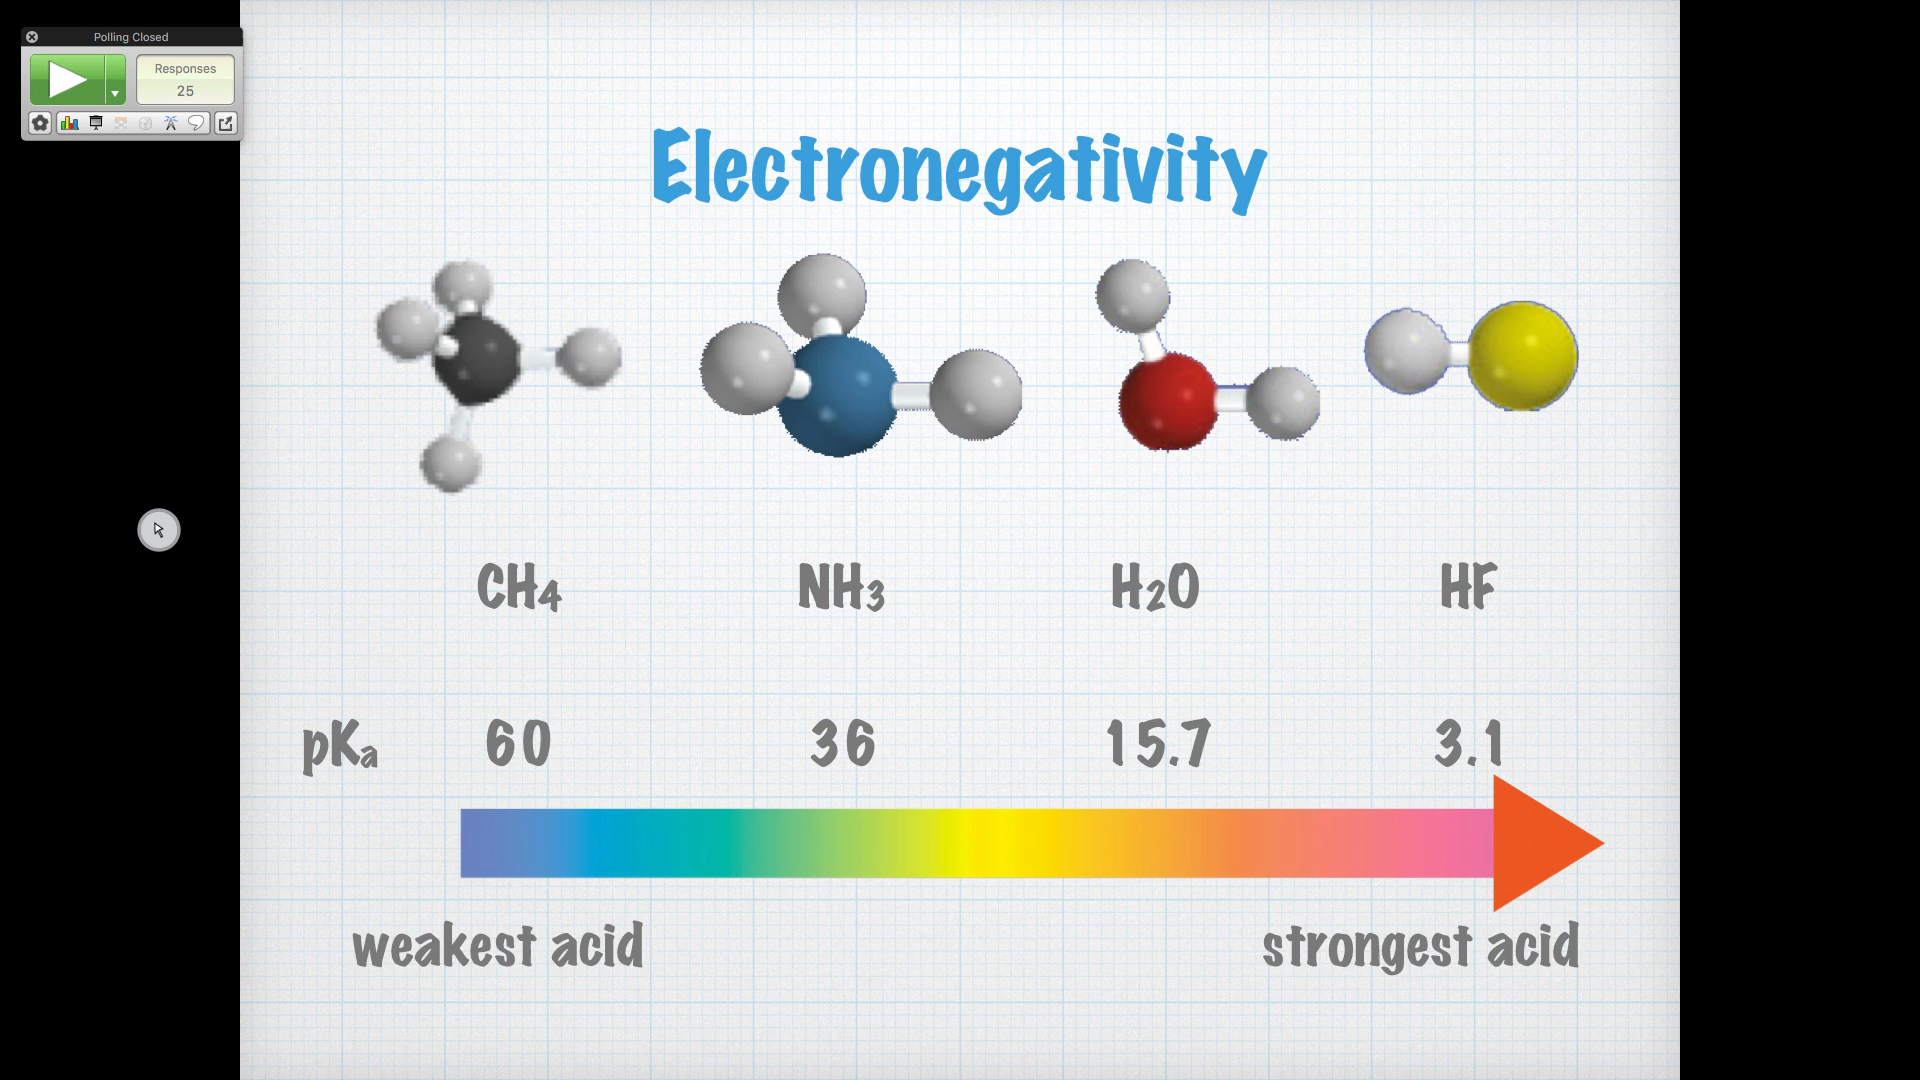 Polling Closed
Responses
25
Electronegativity
CH₄ NH₃ H₂O HF
pKₐ 60 36 15.7 3.1
weakest acid strongest acid